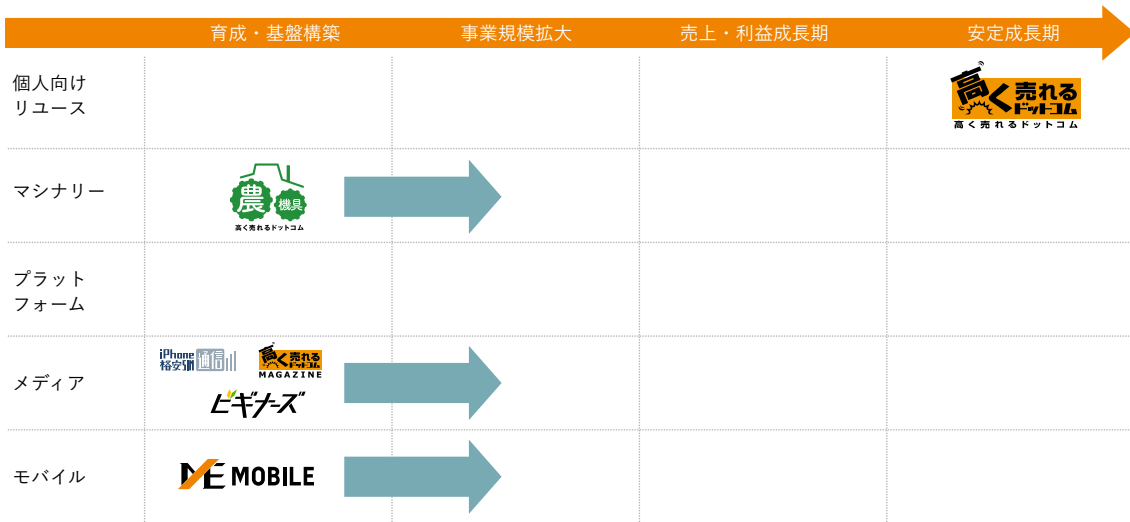 育成・基盤構築
事業規模拡大
売上・利益成長期
安定成長期
個人向け
リユース
高く売れる
ドットコム
高く売れるドットコム
マシナリー
農
機具
高く売れるドットコム
プラット
フォーム
メディア
iPhone
格安SIM
通信
高く売れる
ドットコム
MAGAZINE
ビギナーズ
モバイル
ME MOBILE